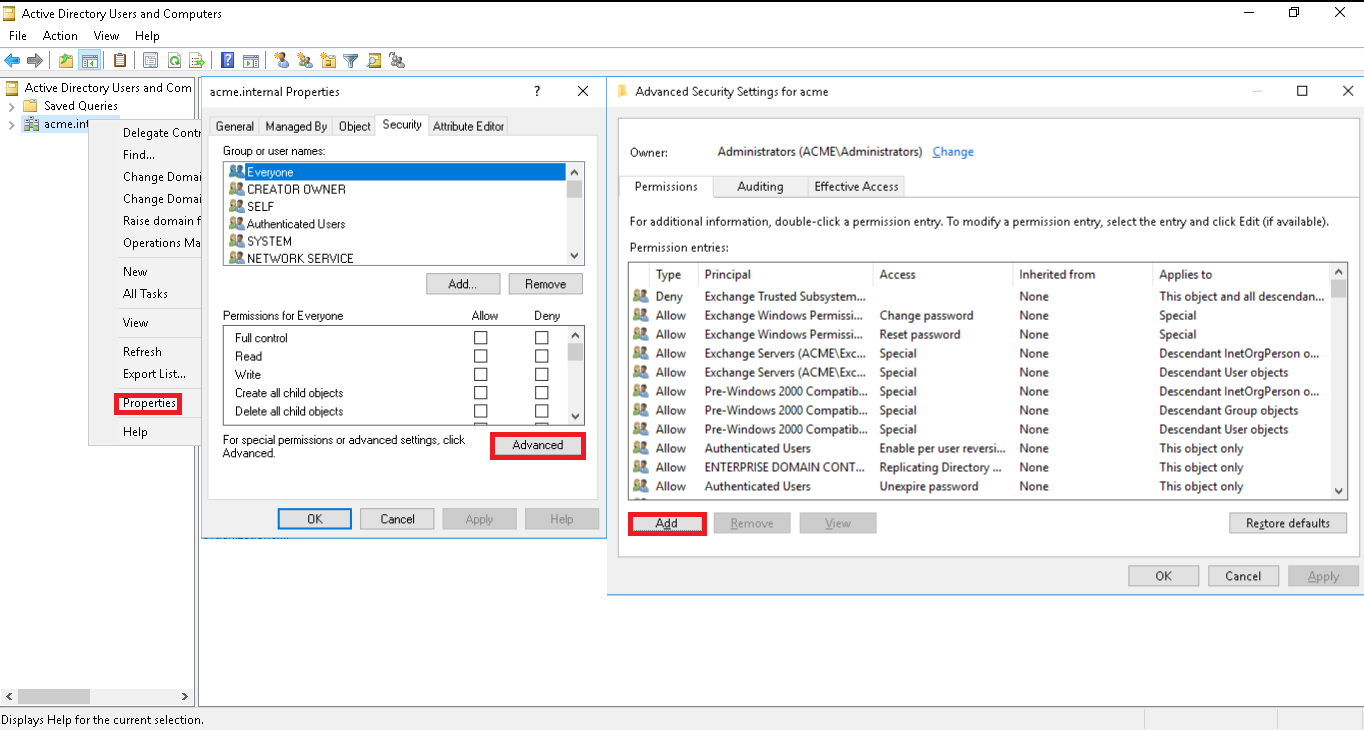 Active Directory Users and Computers
File Action View Help
Active Directory Users and Com
Saved Queries
acme.int
Delegate Contr
Find...
Change Domai
Change Domai
Raise domain f
Operations Ma
New
All Tasks
View
Refresh
Export List...
Properties
Help
acme.internal Properties
General Managed By Object Security Attribute Editor
Group or user names:
Everyone
CREATOR OWNER
SELF
Authenticated Users
SYSTEM
NETWORK SERVICE
Add... Remove
Permissions for Everyone Allow Deny
Full control
Read
Write
Create all child objects
Delete all child objects
For special permissions or advanced settings, click
Advanced.
Advanced
OK Cancel Apply Help
Advanced Security Settings for acme
Owner: Administrators (ACME\Administrators) Change
Permissions Auditing Effective Access
For additional information, double-click a permission entry. To modify a permission entry, select the entry and click Edit (if available).
Permission entries:
Type Principal Access Inherited from Applies to
Deny Exchange Trusted Subsystem... None This object and all descendan...
Allow Exchange Windows Permissi... Change password None Special
Allow Exchange Windows Permissi... Reset password None Special
Allow Exchange Servers (ACME\Exc... Special None Descendant InetOrgPerson o...
Allow Exchange Servers (ACME\Exc... Special None Descendant User objects
Allow Pre-Windows 2000 Compatib... Special None Descendant InetOrgPerson o...
Allow Pre-Windows 2000 Compatib... Special None Descendant Group objects
Allow Pre-Windows 2000 Compatib... Special None Descendant User objects
Allow Authenticated Users Enable per user reversi... None This object only
Allow ENTERPRISE DOMAIN CONT... Replicating Directory ... None This object only
Allow Authenticated Users Unexpire password None This object only
Add Remove View Restore defaults
OK Cancel Apply
Displays Help for the current selection.